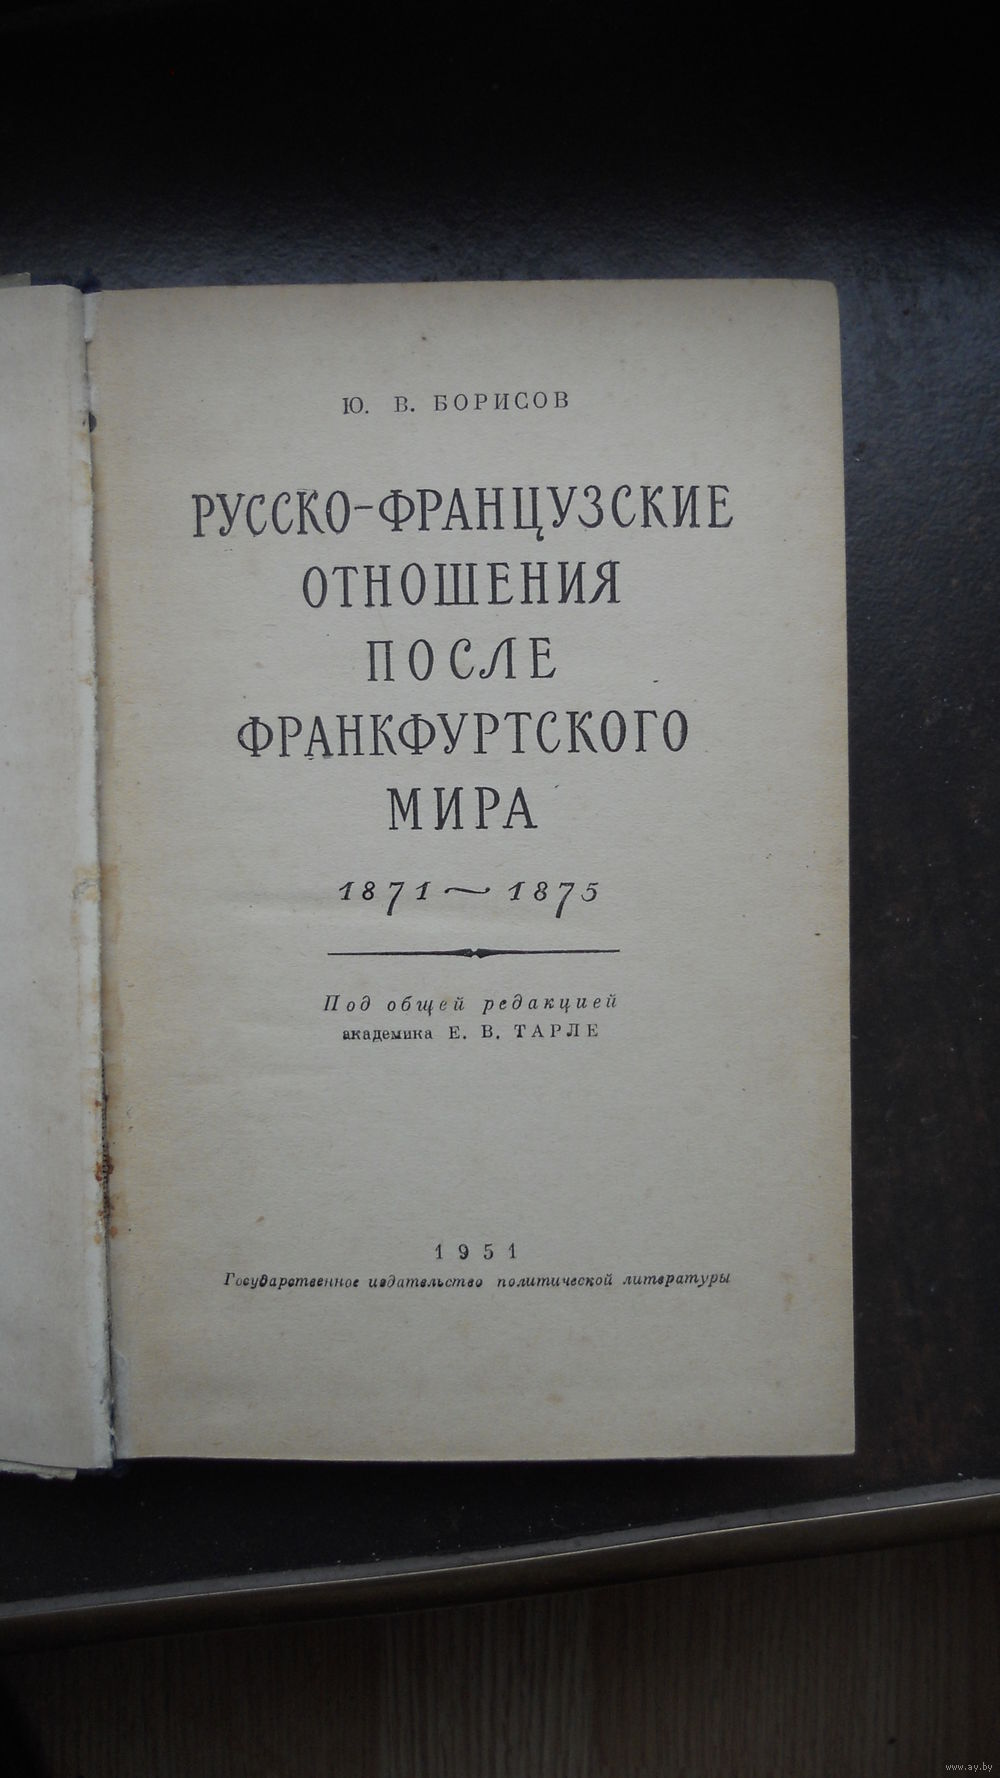 Ю. В. БОРИСОВ
РУССКО-ФРАНЦУЗСКИЕ
ОТНОШЕНИЯ
ПОСЛЕ
ФРАНКФУРТСКОГО
МИРА
1871 ~ 1875
Под общей редакцией
академика Е. В. ТАРЛЕ
1951
Государственное издательство политической литературы
www.ay.by